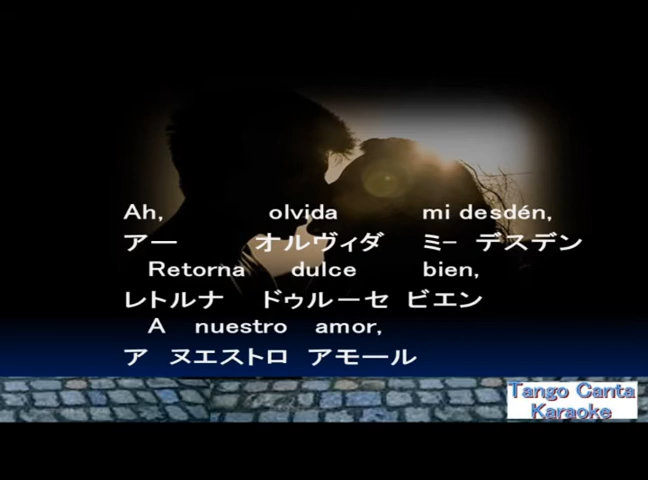 Ah, olvida mi desdén,
アー オルヴィダ ミー デスデン
Retorna dulce bien,
レトルナ ドゥルーセ ビエン
A nuestro amor,
ア ヌエストロ アモール
Tango Canta
Karaoke